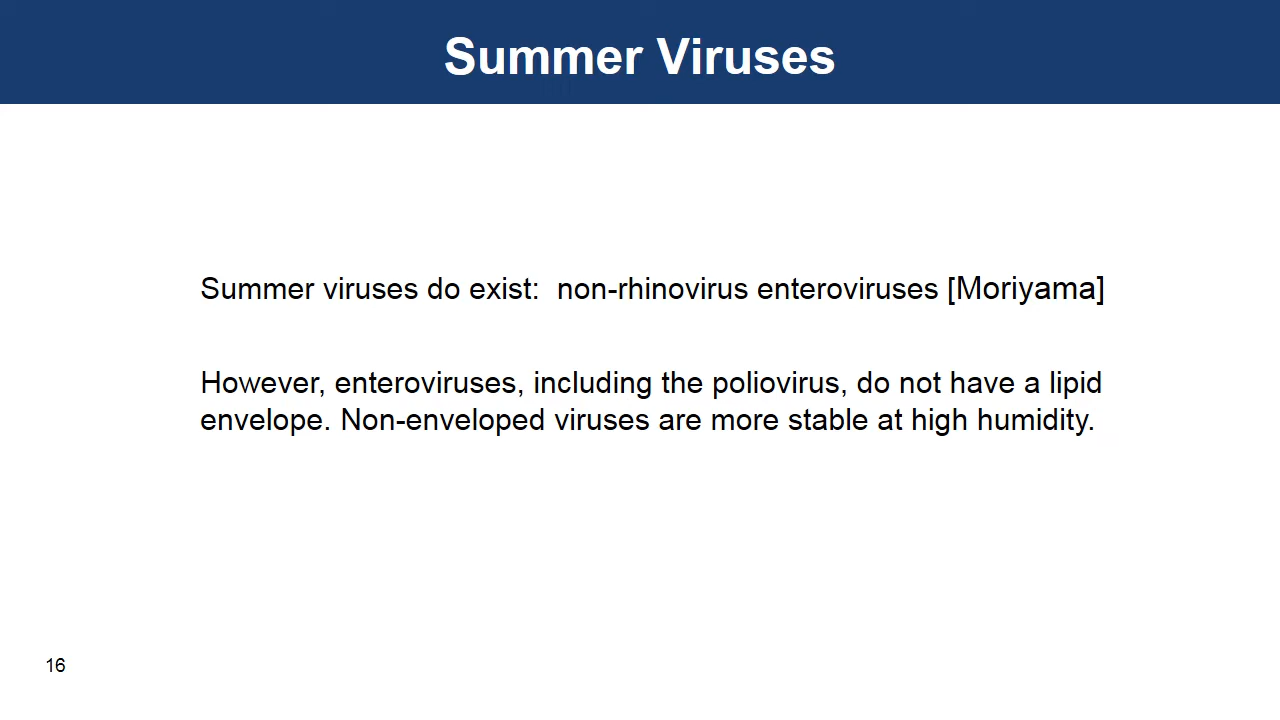 Summer Viruses
Summer viruses do exist:  non-rhinovirus enteroviruses [Moriyama]
However, enteroviruses, including the poliovirus, do not have a lipid
envelope. Non-enveloped viruses are more stable at high humidity.
16